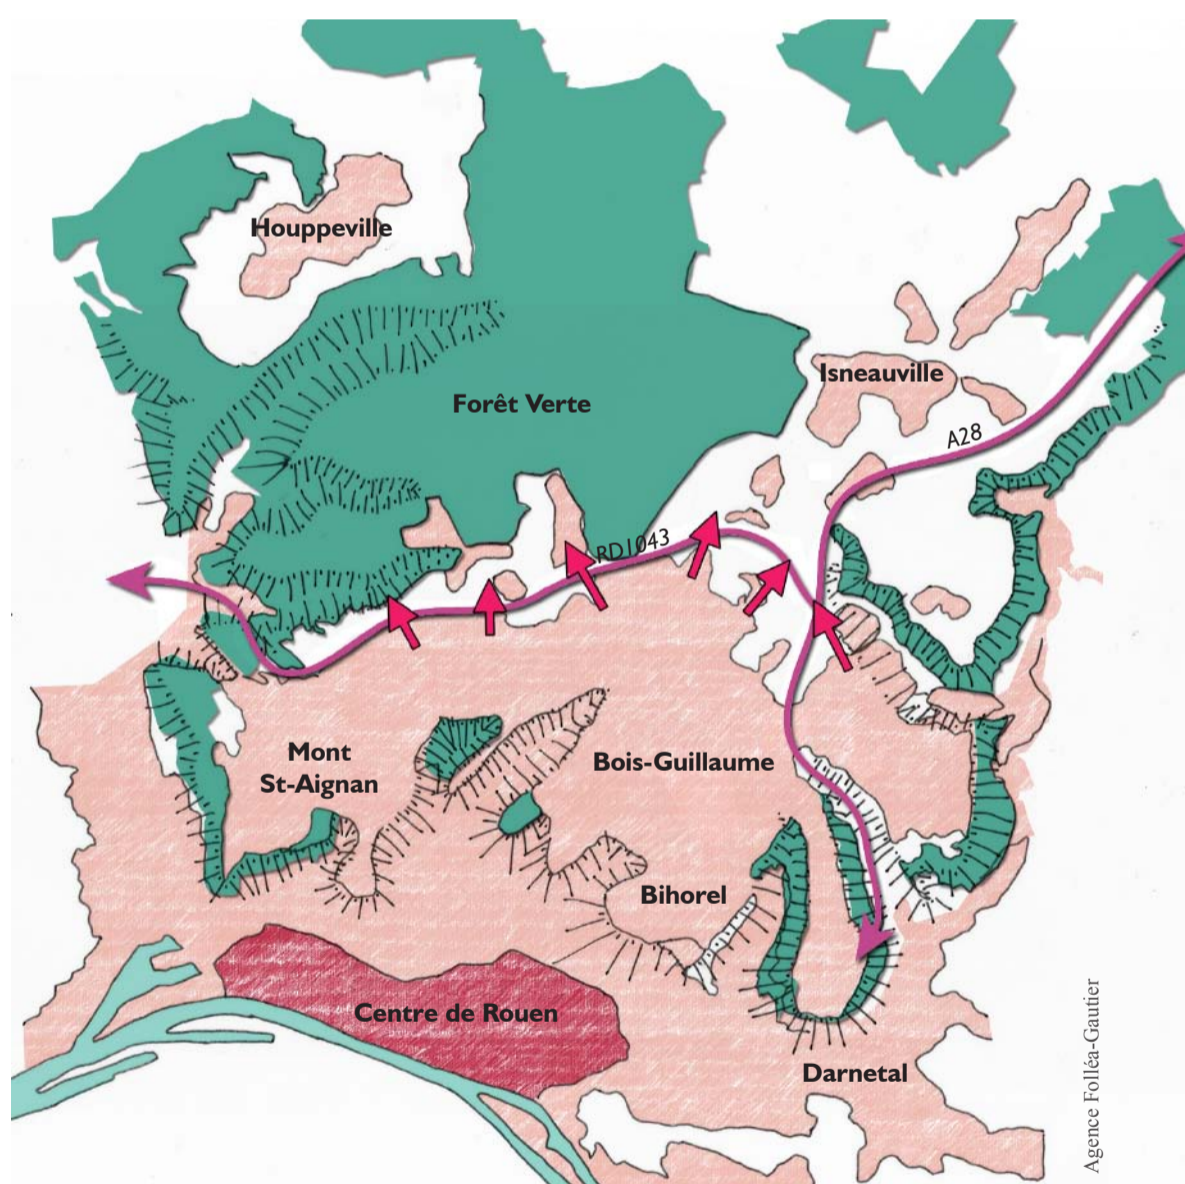 Houppeville
Isneauville
Forêt Verte
A28
RD1043
Mont
St-Aignan
Bois-Guillaume
Bihorel
Centre de Rouen
Darnetal
Agence Folléa-Gautier